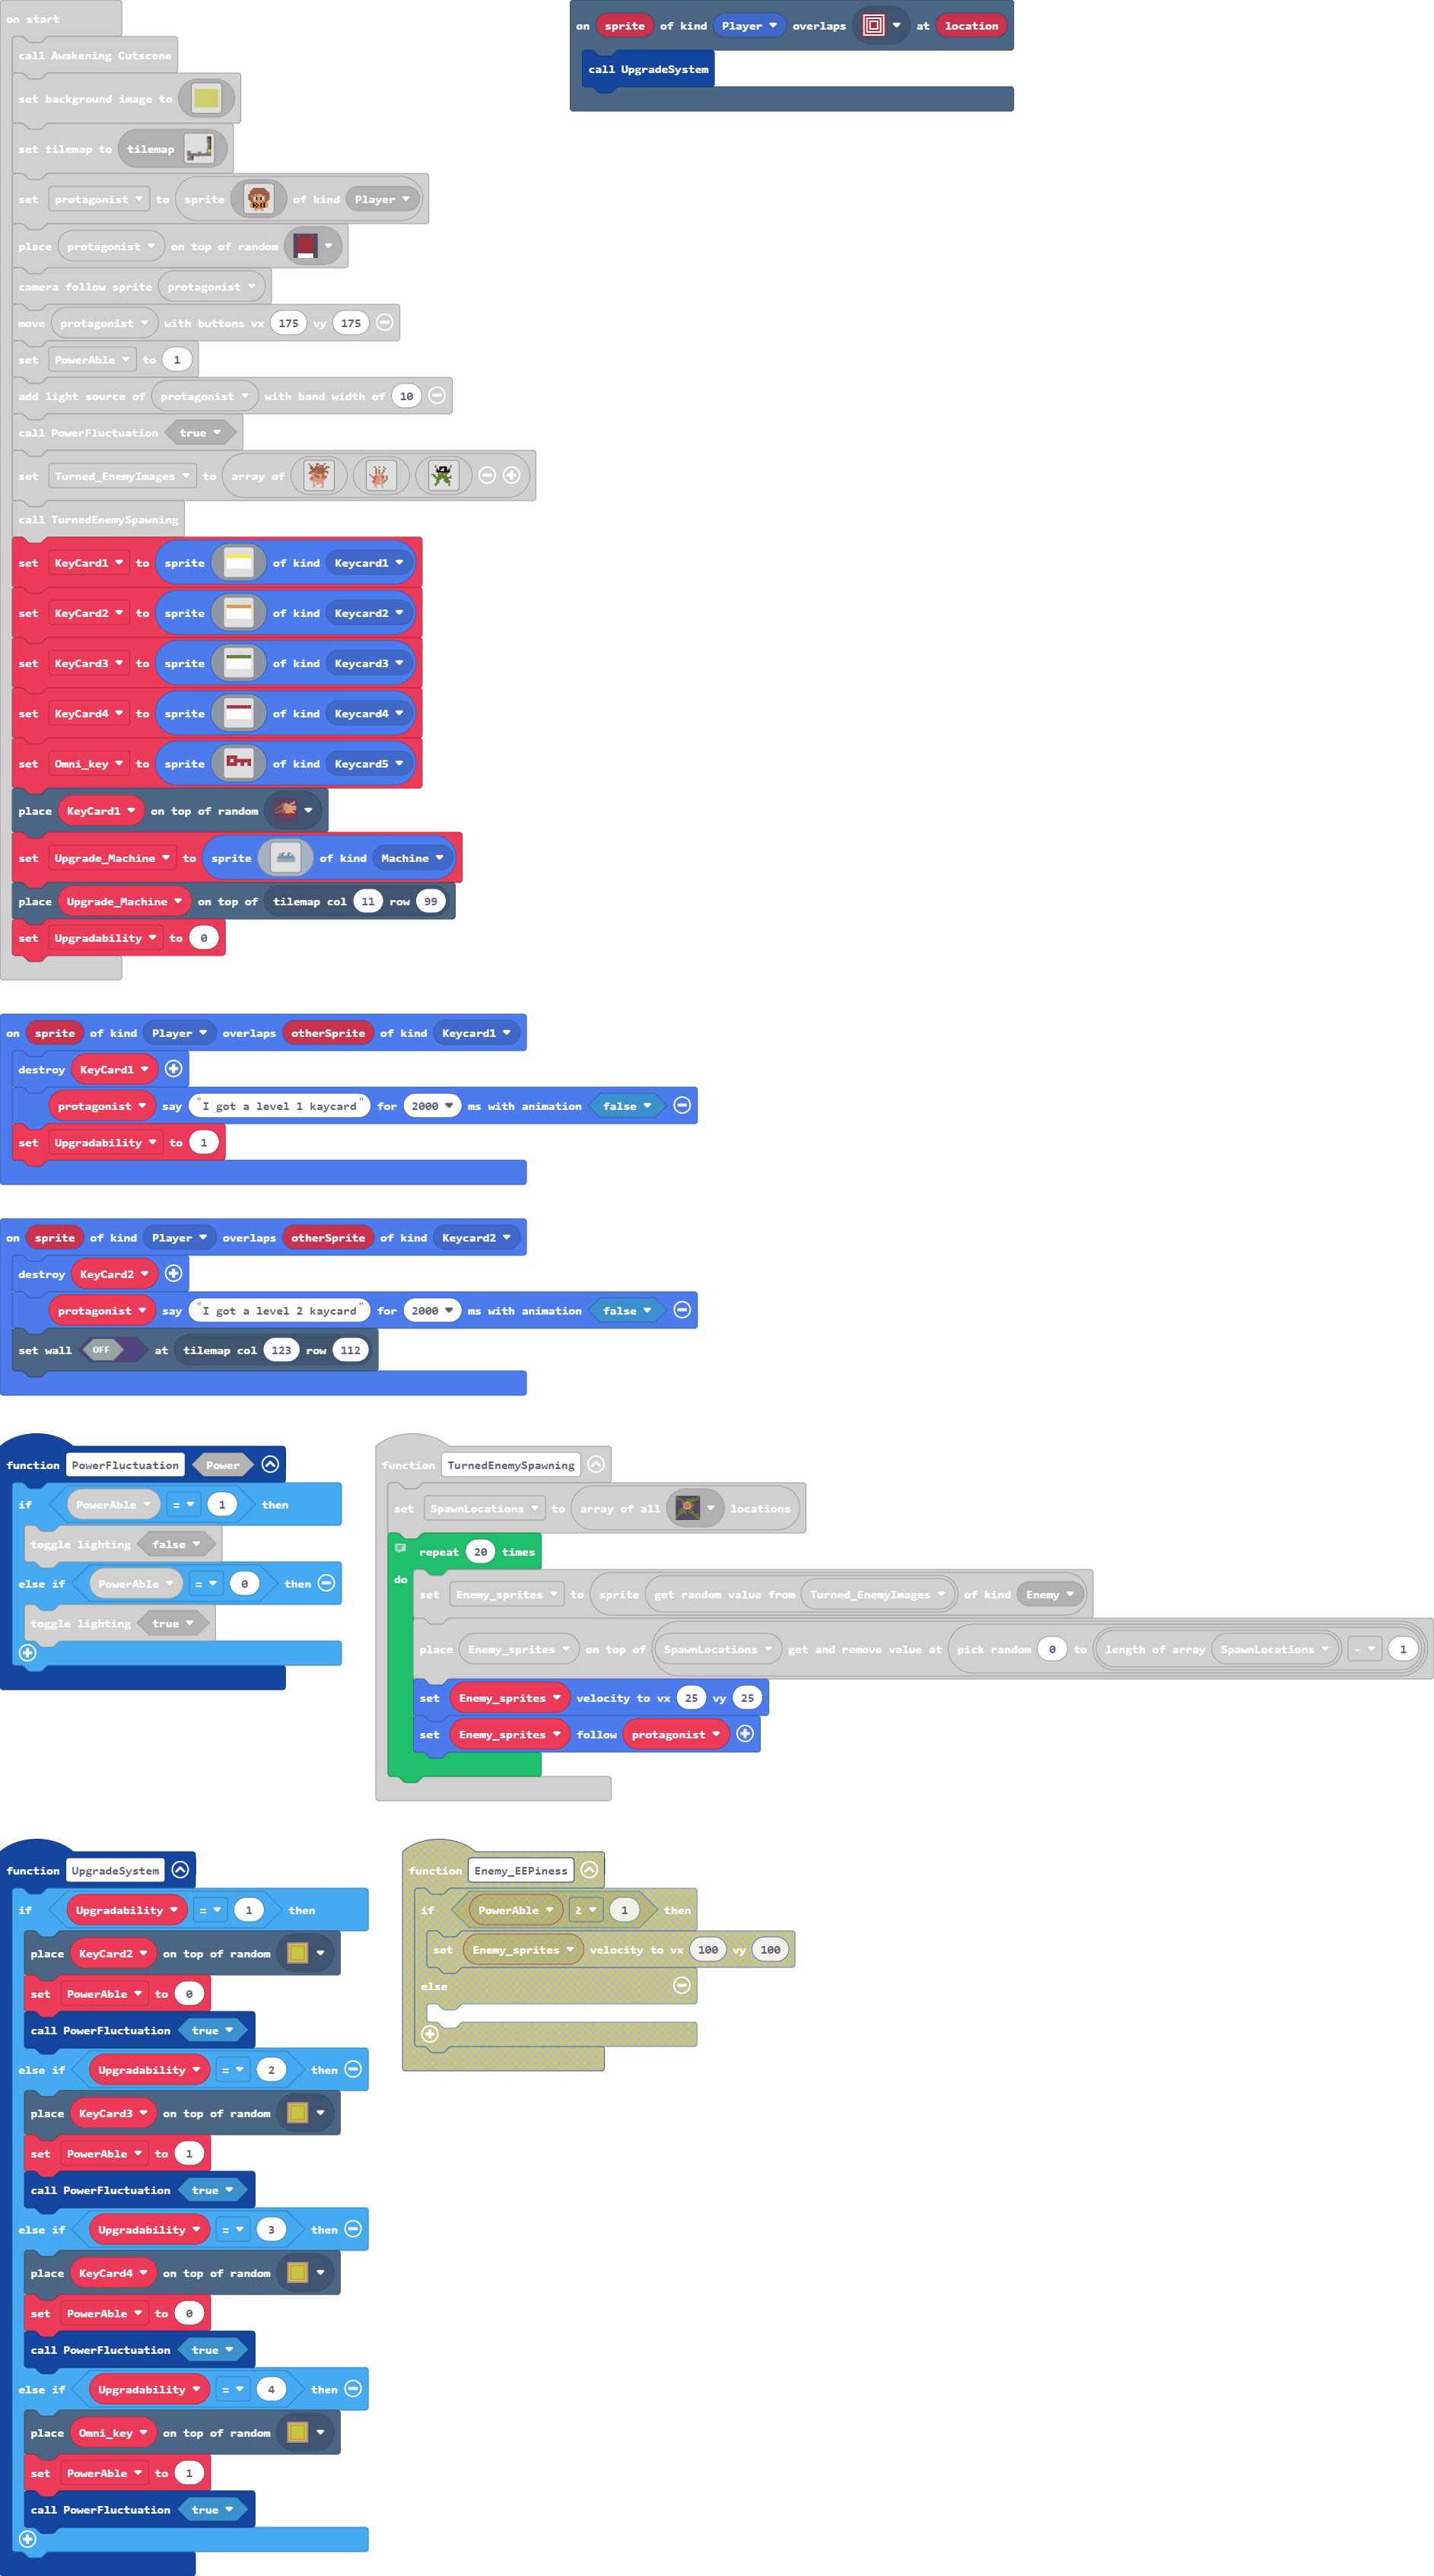 on start
call Awakening Cutscene
set background image to
set tilemap to tilemap
set protagonist to sprite of kind Player
place protagonist on top of random
camera follow sprite protagonist
move protagonist with buttons vx 175 vy 175
set PowerAble to 1
add light source of protagonist with band width of 10
call PowerFluctuation true
set Turned_EnemyImages to array of
call TurnedEnemySpawning
set KeyCard1 to sprite of kind Keycard1
set KeyCard2 to sprite of kind Keycard2
set KeyCard3 to sprite of kind Keycard3
set KeyCard4 to sprite of kind Keycard4
set Omni_key to sprite of kind Keycard5
place KeyCard1 on top of random
set Upgrade_Machine to sprite of kind Machine
place Upgrade_Machine on top of tilemap col 11 row 99
set Upgradability to 0
on sprite of kind Player overlaps at location
call UpgradeSystem
on sprite of kind Player overlaps otherSprite of kind Keycard1
destroy KeyCard1
protagonist say "I got a level 1 kaycard" for 2000 ms with animation false
set Upgradability to 1
on sprite of kind Player overlaps otherSprite of kind Keycard2
destroy KeyCard2
protagonist say "I got a level 2 kaycard" for 2000 ms with animation false
set wall OFF at tilemap col 123 row 112
function PowerFluctuation Power
if PowerAble = 1 then
toggle lighting false
else if PowerAble = 0 then
toggle lighting true
function TurnedEnemySpawning
set SpawnLocations to array of all locations
repeat 20 times
do
set Enemy_sprites to sprite get random value from Turned_EnemyImages of kind Enemy
place Enemy_sprites on top of SpawnLocations get and remove value at pick random 0 to length of array SpawnLocations - 1
set Enemy_sprites velocity to vx 25 vy 25
set Enemy_sprites follow protagonist
function UpgradeSystem
if Upgradability = 1 then
place KeyCard2 on top of random
set PowerAble to 0
call PowerFluctuation true
else if Upgradability = 2 then
place KeyCard3 on top of random
set PowerAble to 1
call PowerFluctuation true
else if Upgradability = 3 then
place KeyCard4 on top of random
set PowerAble to 0
call PowerFluctuation true
else if Upgradability = 4 then
place Omni_key on top of random
set PowerAble to 1
call PowerFluctuation true
function Enemy_EEPiness
if PowerAble ≥ 1 then
set Enemy_sprites velocity to vx 100 vy 100
else